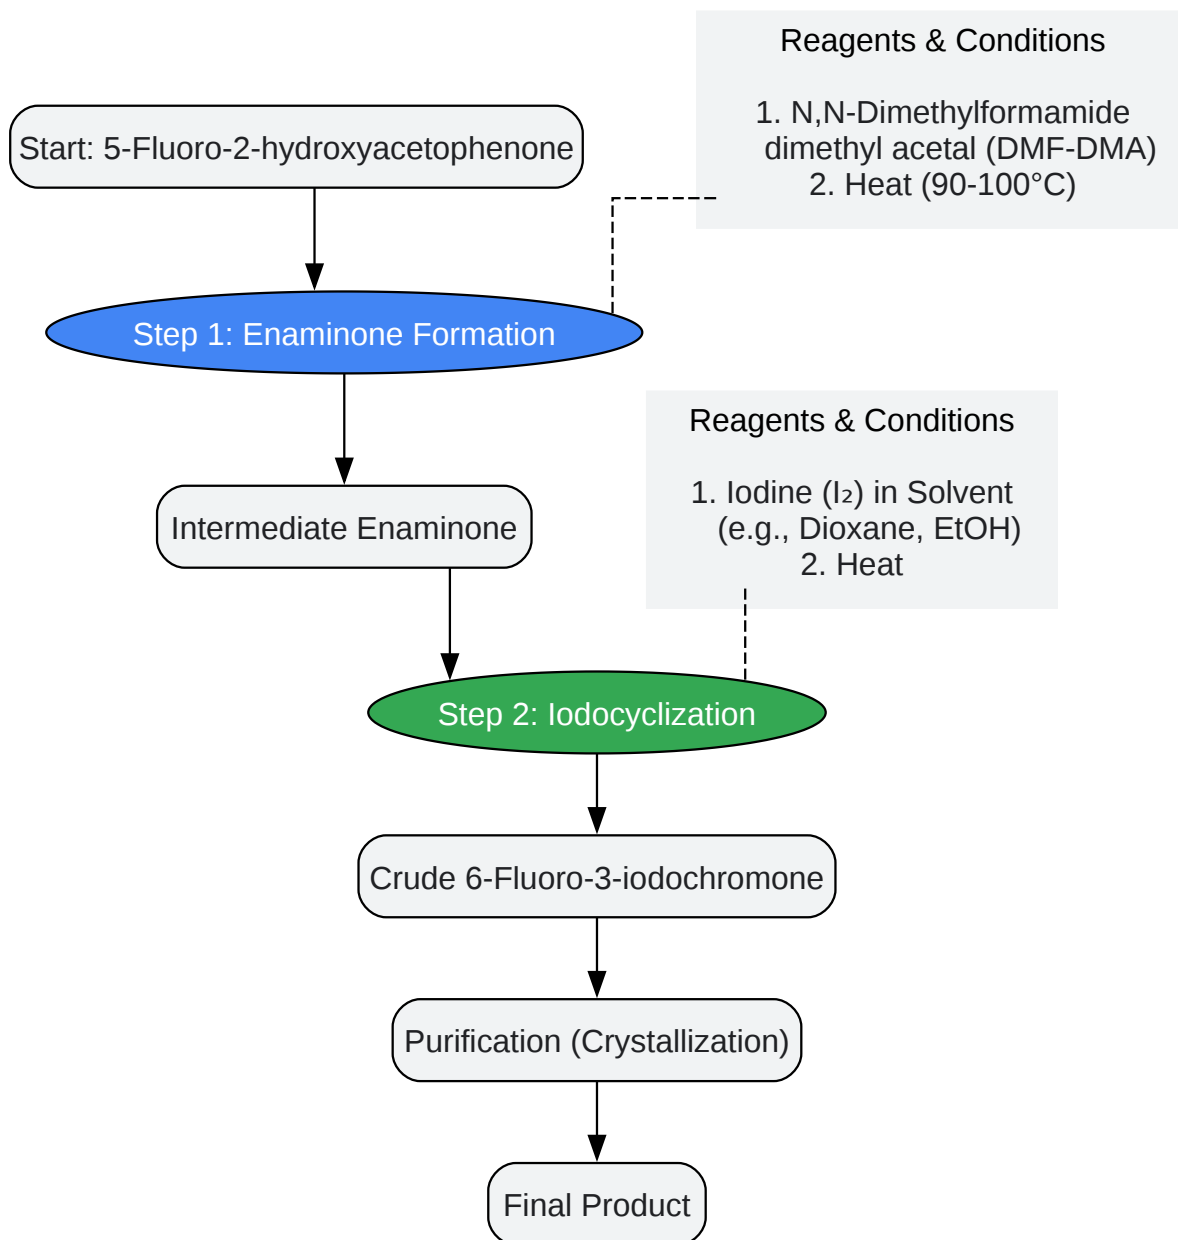 Reagents & Conditions
1. N,N-Dimethylformamide
dimethyl acetal (DMF-DMA)
2. Heat (90-100°C)
Start: 5-Fluoro-2-hydroxyacetophenone
Step 1: Enaminone Formation
Reagents & Conditions
1. Iodine (I₂) in Solvent
(e.g., Dioxane, EtOH)
2. Heat
Intermediate Enaminone
Step 2: Iodocyclization
Crude 6-Fluoro-3-iodochromone
Purification (Crystallization)
Final Product